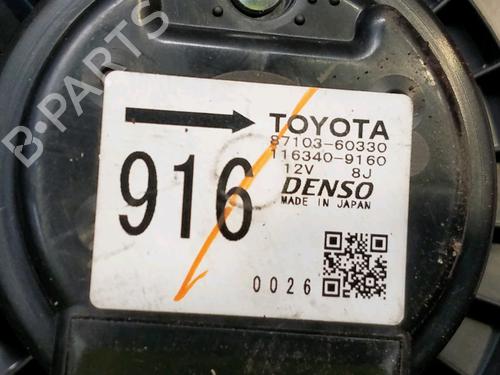 B-PARTS
TOYOTA
87103-60330
116340-9160
12V 8J
DENSO
MADE IN JAPAN
916
0026